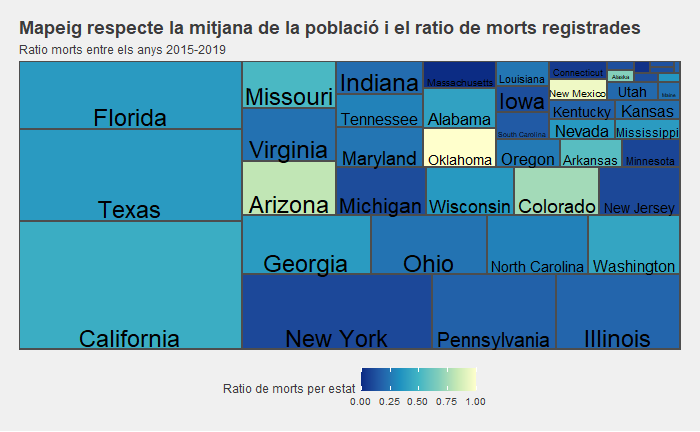 Mapeig respecte la mitjana de la població i el ratio de morts registrades
Ratio morts entre els anys 2015-2019
Florida
Texas
California
Missouri
Virginia
Arizona
Indiana
Tennessee
Maryland
Massachusetts
Alabama
Oklahoma
Louisiana
Iowa
South Carolina
Oregon
Connecticut
New Mexico
Kentucky
Nevada
Arkansas
Alaska
Utah
Maine
Kansas
Mississippi
Minnesota
Michigan
Wisconsin
Colorado
New Jersey
Georgia
Ohio
North Carolina
Washington
New York
Pennsylvania
Illinois
Ratio de morts per estat
0.00 0.25 0.50 0.75 1.00